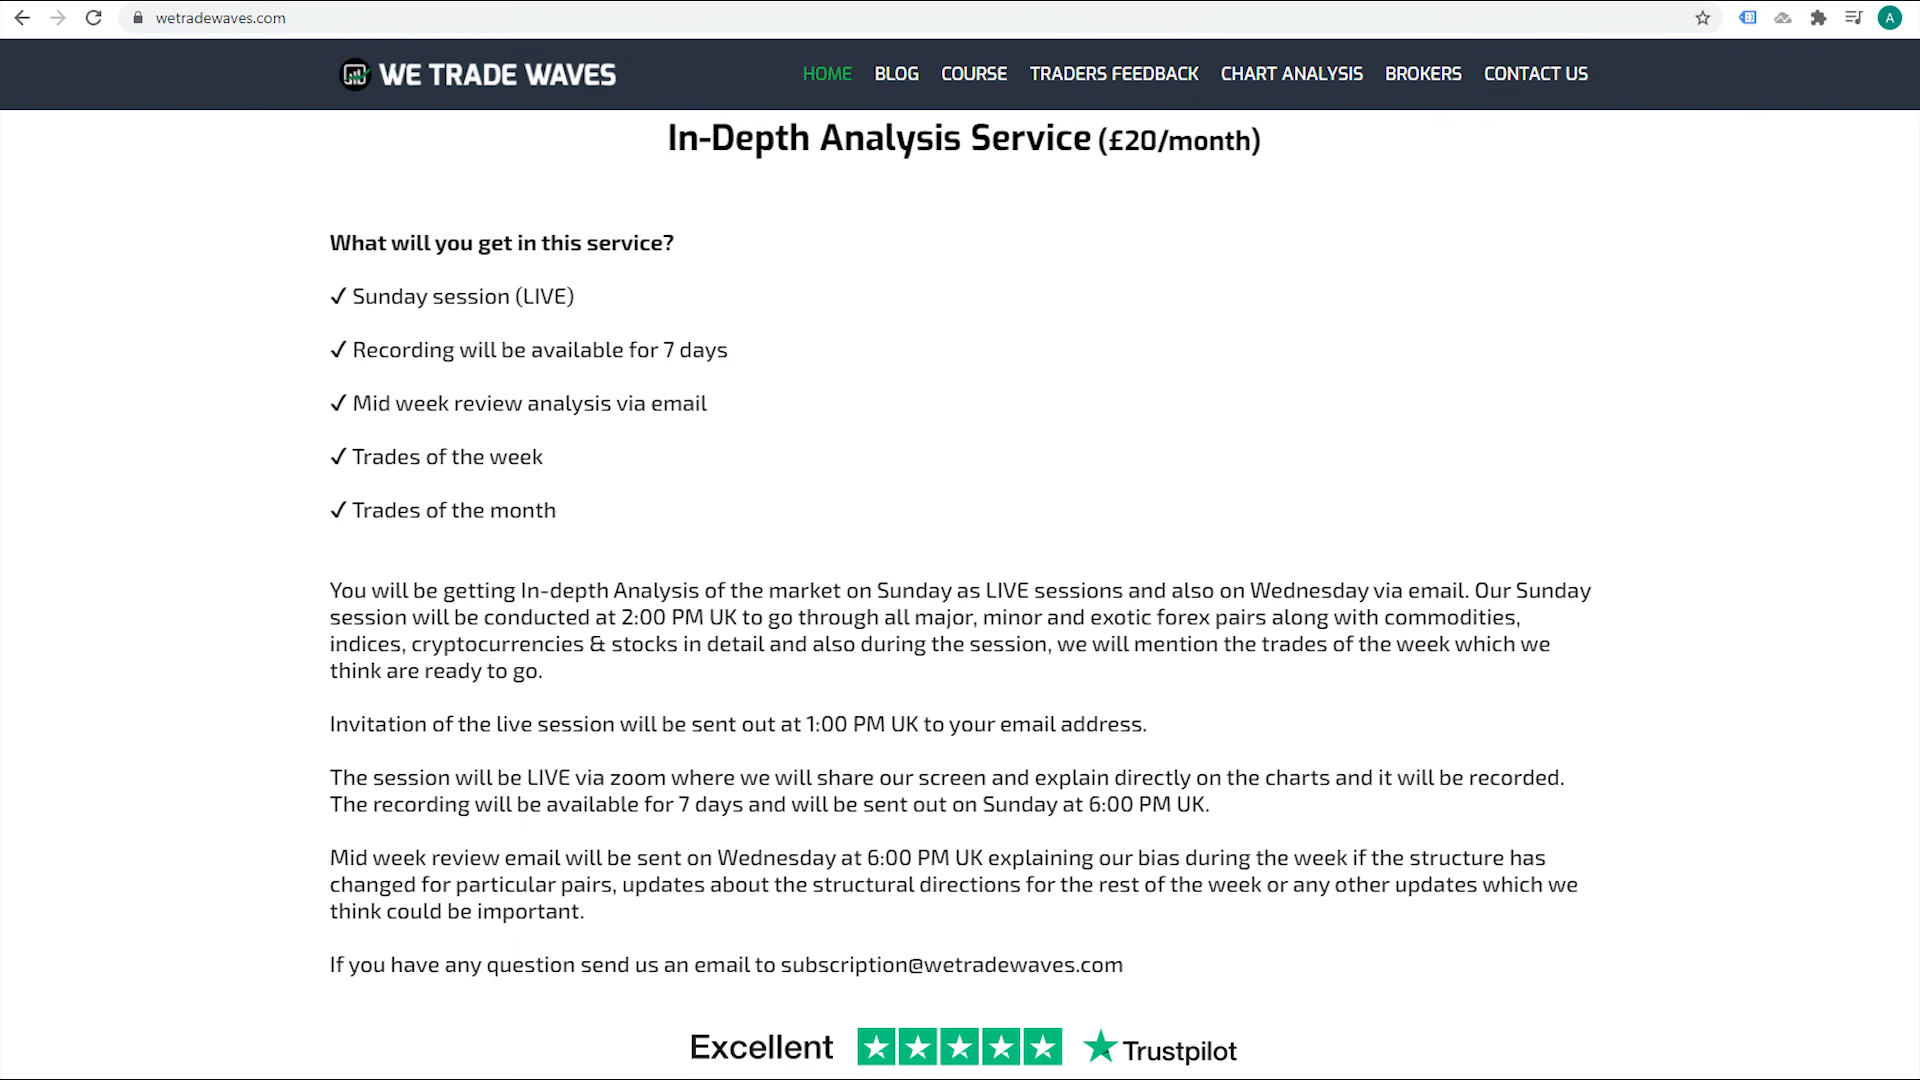 wetradewaves.com
A
WE TRADE WAVES
HOME BLOG COURSE TRADERS FEEDBACK CHART ANALYSIS BROKERS CONTACT US
In-Depth Analysis Service (£20/month)
What will you get in this service?
✓ Sunday session (LIVE)
✓ Recording will be available for 7 days
✓ Mid week review analysis via email
✓ Trades of the week
✓ Trades of the month
You will be getting In-depth Analysis of the market on Sunday as LIVE sessions and also on Wednesday via email. Our Sunday
session will be conducted at 2:00 PM UK to go through all major, minor and exotic forex pairs along with commodities,
indices, cryptocurrencies & stocks in detail and also during the session, we will mention the trades of the week which we
think are ready to go.
Invitation of the live session will be sent out at 1:00 PM UK to your email address.
The session will be LIVE via zoom where we will share our screen and explain directly on the charts and it will be recorded.
The recording will be available for 7 days and will be sent out on Sunday at 6:00 PM UK.
Mid week review email will be sent on Wednesday at 6:00 PM UK explaining our bias during the week if the structure has
changed for particular pairs, updates about the structural directions for the rest of the week or any other updates which we
think could be important.
If you have any question send us an email to subscription@wetradewaves.com
Excellent Trustpilot